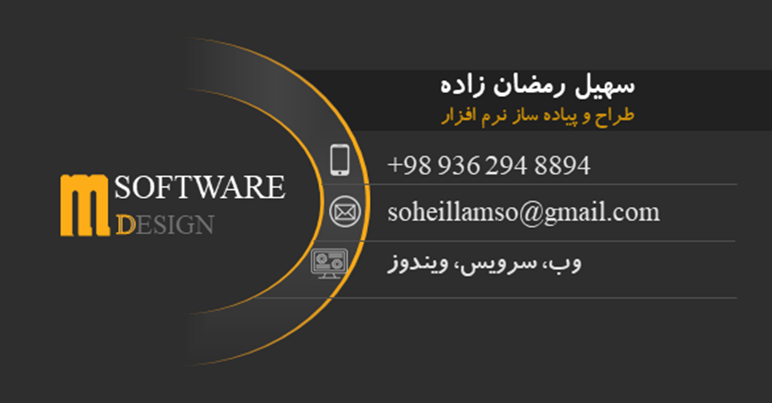 m SOFTWARE
DESIGN
سهیل رمضان زاده
طراح و پیاده ساز نرم افزار
+98 936 294 8894
soheillamso@gmail.com
وب، سرویس، ویندوز